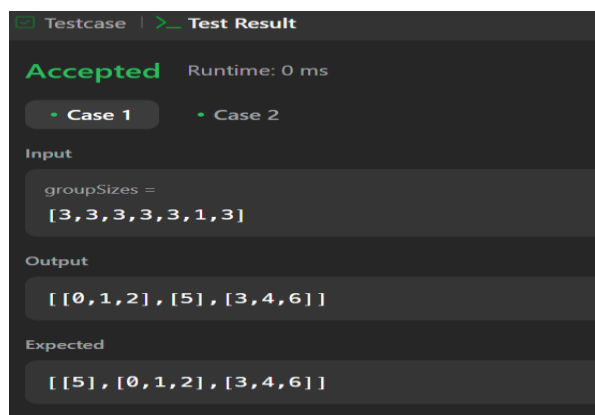 Testcase | >_ Test Result
Accepted Runtime: 0 ms
• Case 1 • Case 2
Input
groupSizes =
[3,3,3,3,3,1,3]
Output
[[0,1,2],[5],[3,4,6]]
Expected
[[5],[0,1,2],[3,4,6]]